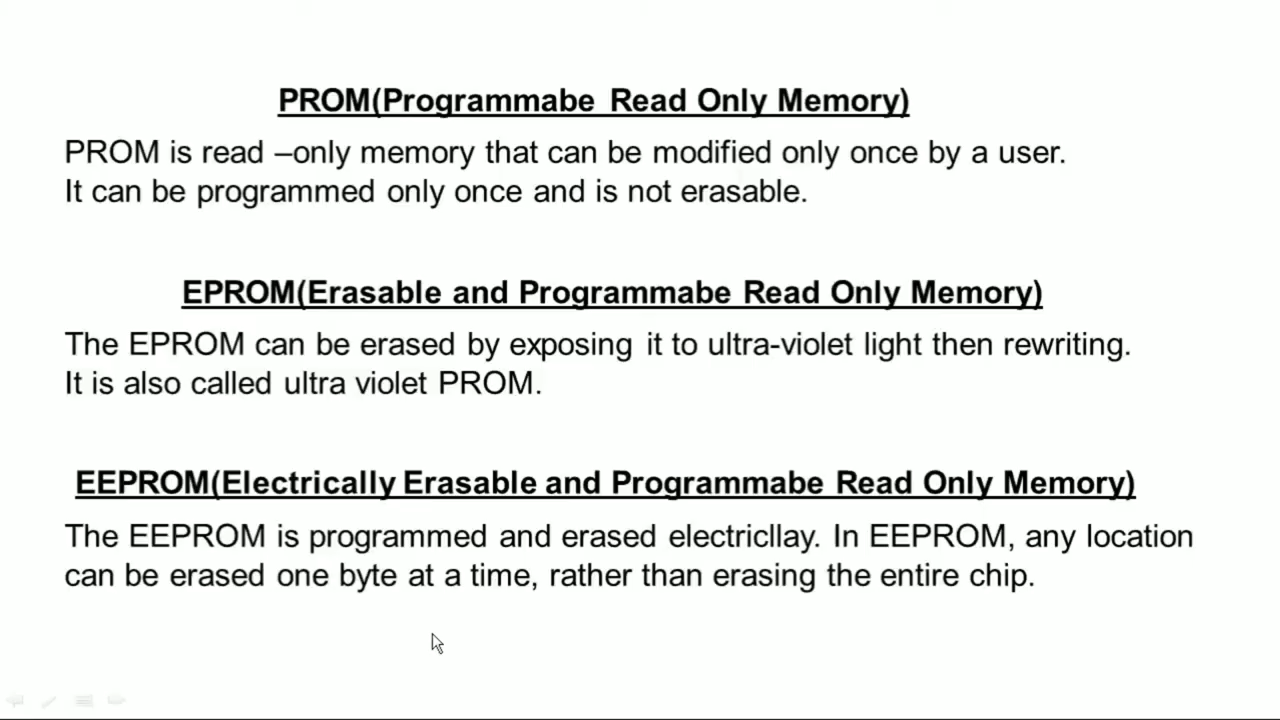 PROM(Programmabe Read Only Memory)
PROM is read –only memory that can be modified only once by a user.
It can be programmed only once and is not erasable.
EPROM(Erasable and Programmabe Read Only Memory)
The EPROM can be erased by exposing it to ultra-violet light then rewriting.
It is also called ultra violet PROM.
EEPROM(Electrically Erasable and Programmabe Read Only Memory)
The EEPROM is programmed and erased electricllay. In EEPROM, any location
can be erased one byte at a time, rather than erasing the entire chip.